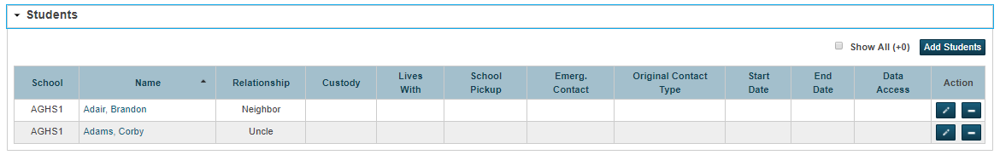 Students
Show All (+0) Add Students
School Name Relationship Custody Lives With School Pickup Emerg. Contact Original Contact Type Start Date End Date Data Access Action
AGHS1 Adair, Brandon Neighbor
AGHS1 Adams, Corby Uncle